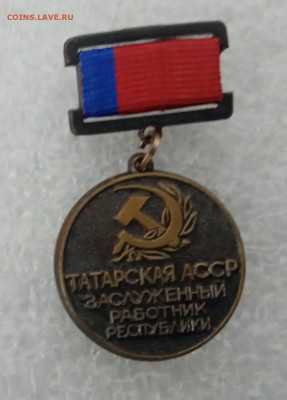 COINS.LAVE.RU
ТАТАРСКАЯ АССР
ЗАСЛУЖЕННЫЙ
РАБОТНИК
РЕСПУБЛИКИ